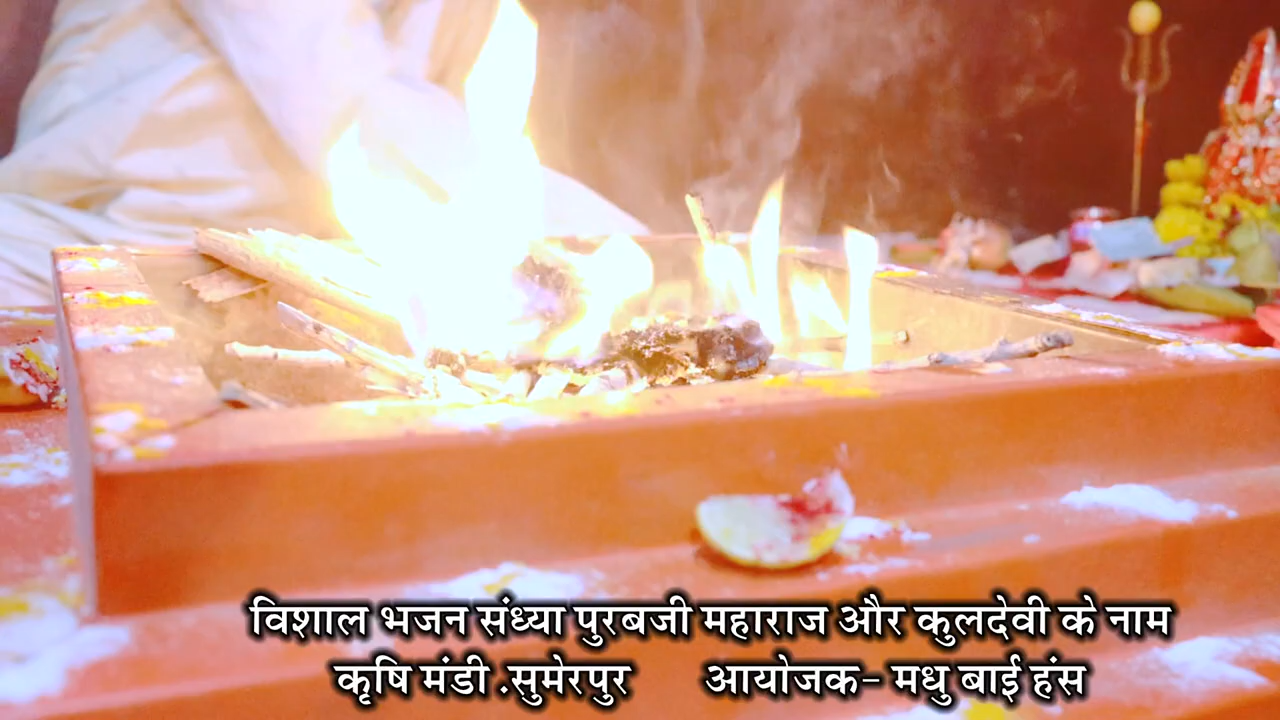 विशाल भजन संध्या पुरबजी महाराज और कुलदेवी के नाम
कृषि मंडी .सुमेरपुर आयोजक- मधु बाई हंस